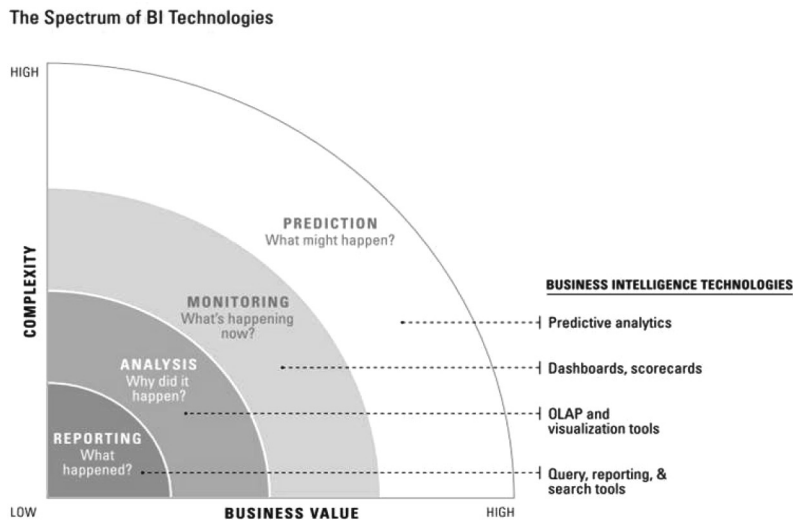 The Spectrum of BI Technologies
HIGH
PREDICTION
What might happen?
BUSINESS INTELLIGENCE TECHNOLOGIES
COMPLEXITY
MONITORING
What's happening
now?
Predictive analytics
ANALYSIS
Why did it
happen?
Dashboards, scorecards
OLAP and
visualization tools
REPORTING
What
happened?
Query, reporting, &
search tools
LOW
BUSINESS VALUE
HIGH